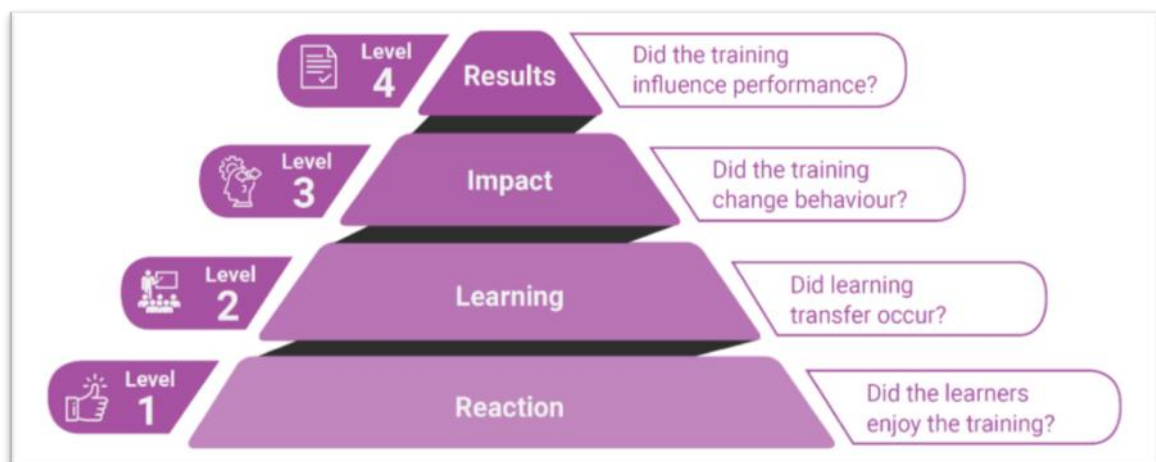 Level
4
Results
Did the training
influence performance?
Level
3
Impact
Did the training
change behaviour?
Level
2
Learning
Did learning
transfer occur?
Level
1
Reaction
Did the learners
enjoy the training?